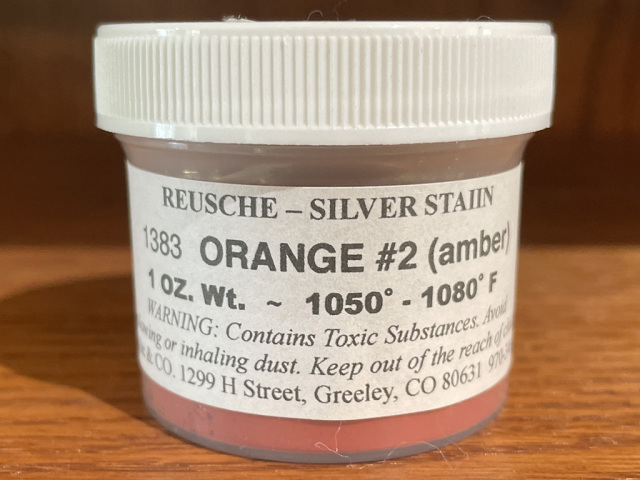 REUSCHE – SILVER STAIIN
1383 ORANGE #2 (amber)
1 OZ. Wt. ~ 1050° - 1080° F
WARNING: Contains Toxic Substances. Avoid
or inhaling dust. Keep out of the reach of
& CO. 1299 H Street, Greeley, CO 80631 970-